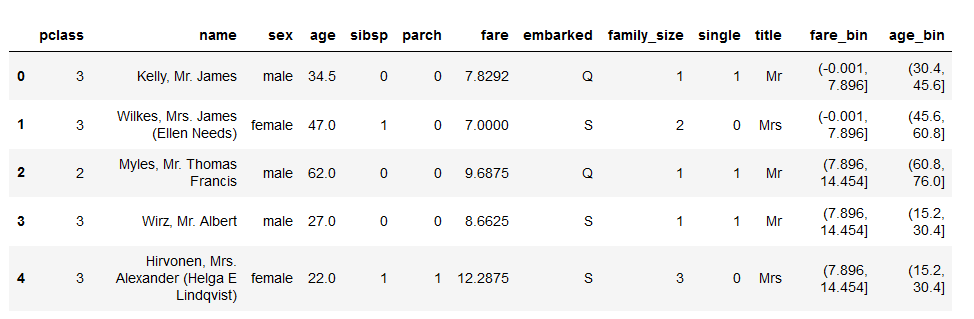 pclass name sex age sibsp parch fare embarked family_size single title fare_bin age_bin
0 3 Kelly, Mr. James male 34.5 0 0 7.8292 Q 1 1 Mr (-0.001, 7.896] (30.4, 45.6]
1 3 Wilkes, Mrs. James (Ellen Needs) female 47.0 1 0 7.0000 S 2 0 Mrs (-0.001, 7.896] (45.6, 60.8]
2 2 Myles, Mr. Thomas Francis male 62.0 0 0 9.6875 Q 1 1 Mr (7.896, 14.454] (60.8, 76.0]
3 3 Wirz, Mr. Albert male 27.0 0 0 8.6625 S 1 1 Mr (7.896, 14.454] (15.2, 30.4]
4 3 Hirvonen, Mrs. Alexander (Helga E Lindqvist) female 22.0 1 1 12.2875 S 3 0 Mrs (7.896, 14.454] (15.2, 30.4]